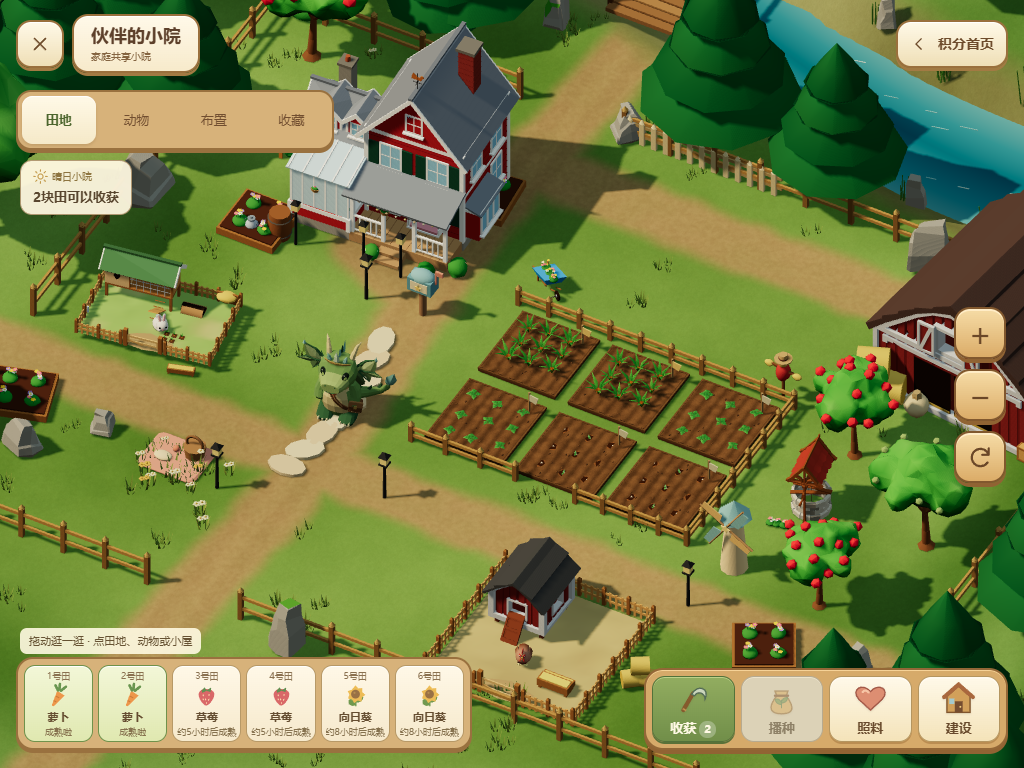 伙伴的小院
家庭共享小院
积分首页
田地
动物
布置
收藏
晴日小院
2块田可以收获
拖动逛一逛 · 点田地、动物或小屋
1号田
萝卜
成熟啦
2号田
萝卜
成熟啦
3号田
草莓
约5小时后成熟
4号田
草莓
约5小时后成熟
5号田
向日葵
约8小时后成熟
6号田
向日葵
约8小时后成熟
收获 2
播种
照料
建设